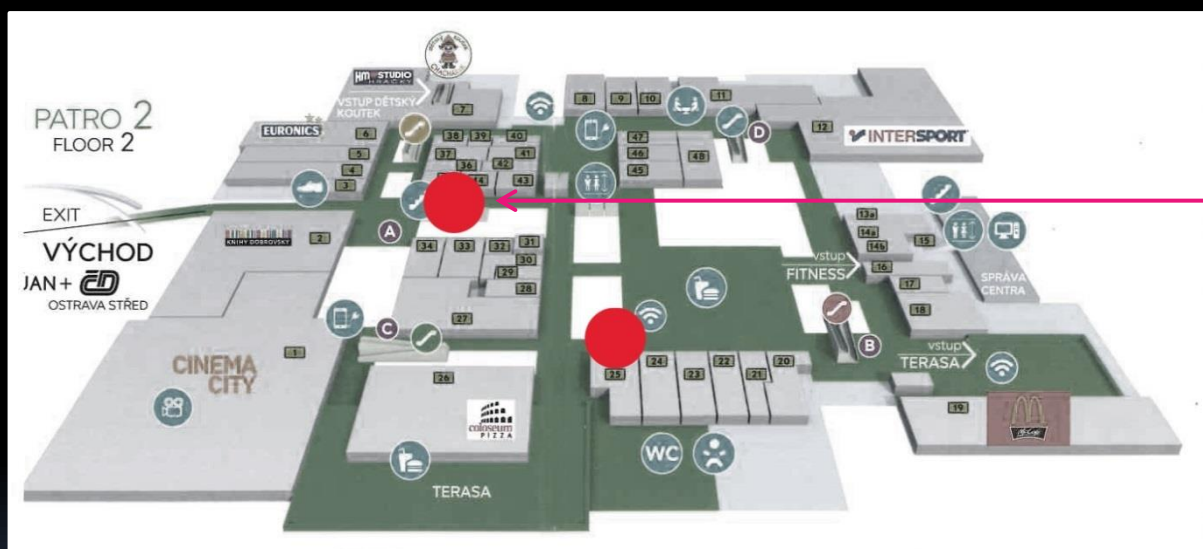 PATRO 2
FLOOR 2
EXIT
VÝCHOD
JAN + ČD
OSTRAVA STŘED
HM STUDIO
HRAČKY
VSTUP DĚTSKÝ
KOUTEK
7
EURONICS
6
5
4
3
38 39 40
37 41
36 42
43
8 9 10 11
47
46
45
48
D
12
INTERSPORT
KNIHY DOBROVSKÝ
2
A
34 33 32 31
30
29
28
27
C
13a
14a
14b
15
16
17
18
vstup
FITNESS
SPRÁVA
CENTRA
B
vstup
TERASA
CINEMA
CITY
1
26
coloseum
PIZZA
25 24 23 22 21 20
19
McCafé
WC
TERASA